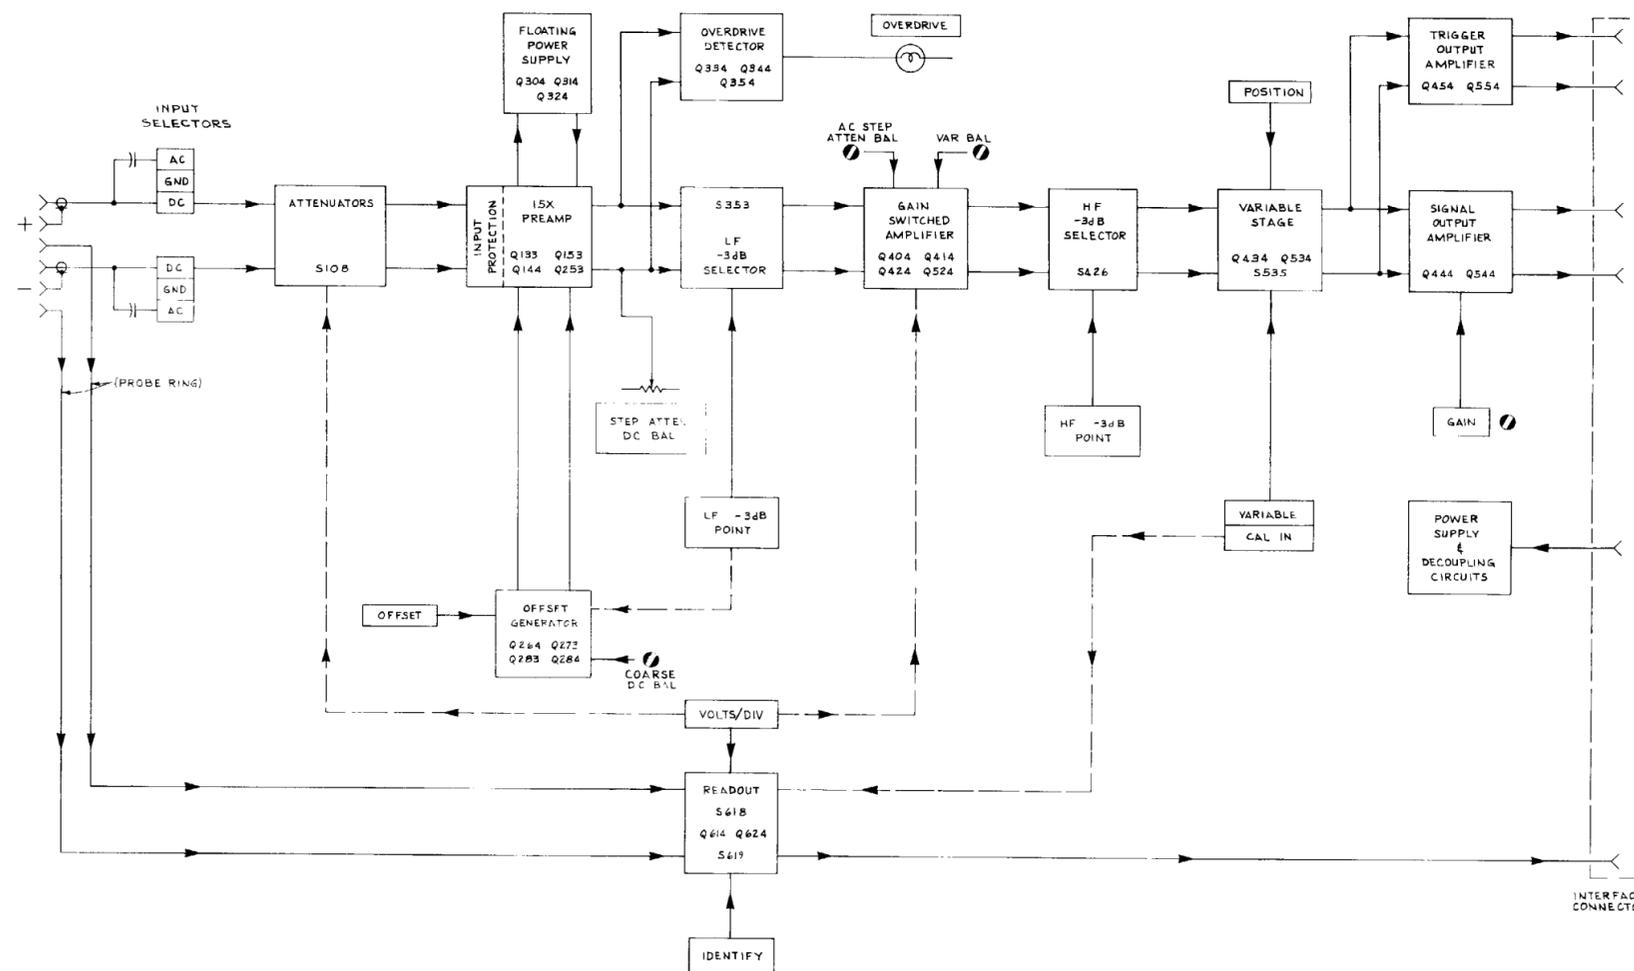 FLOATING
POWER
SUPPLY
Q304 Q314
Q324
OVERDRIVE
DETECTOR
Q334 Q344
Q354
OVERDRIVE
TRIGGER
OUTPUT
AMPLIFIER
Q454 Q554
POSITION
INPUT
SELECTORS
AC
GND
DC
+
DC
GND
AC
−
ATTENUATORS
S108
INPUT
PROTECTION
15X
PREAMP
Q133 Q153
Q144 Q253
S353
LF
-3dB
SELECTOR
AC STEP
ATTEN BAL
VAR BAL
GAIN
SWITCHED
AMPLIFIER
Q404 Q414
Q424 Q524
HF
-3dB
SELECTOR
S426
VARIABLE
STAGE
Q434 Q534
S535
SIGNAL
OUTPUT
AMPLIFIER
Q444 Q544
(PROBE RING)
STEP ATTEN
DC BAL
HF -3dB
POINT
GAIN
LF -3dB
POINT
VARIABLE
CAL IN
POWER
SUPPLY
&
DECOUPLING
CIRCUITS
OFFSET
OFFSET
GENERATOR
Q264 Q273
Q283 Q284
COARSE
DC BAL
VOLTS/DIV
READOUT
S618
Q614 Q624
S619
IDENTIFY
INTERFAC
CONNECT